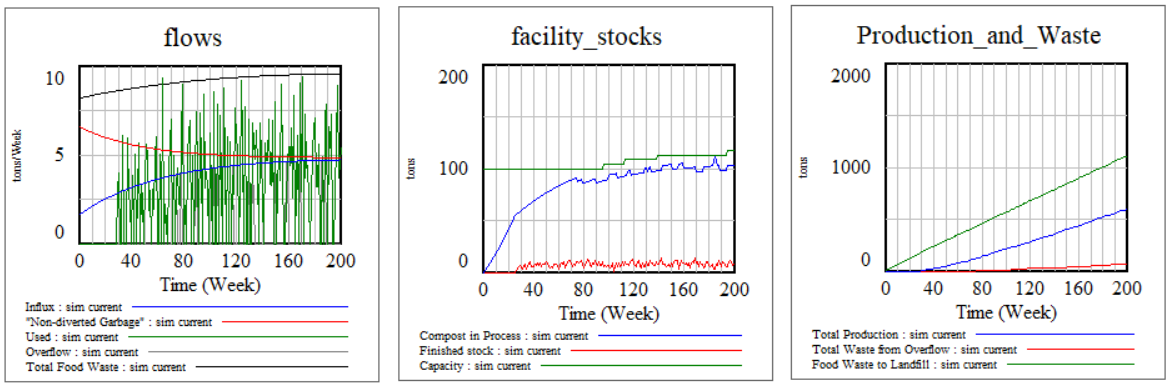 flows
10
5
0
tons/Week
0 40 80 120 160 200
Time (Week)
Influx : sim current
"Non-diverted Garbage" : sim current
Used : sim current
Overflow : sim current
Total Food Waste : sim current
facility_stocks
200
100
0
tons
0 40 80 120 160 200
Time (Week)
Compost in Process : sim current
Finished stock : sim current
Capacity : sim current
Production_and_Waste
2000
1000
0
tons
0 40 80 120 160 200
Time (Week)
Total Production : sim current
Total Waste from Overflow : sim current
Food Waste to Landfill : sim current